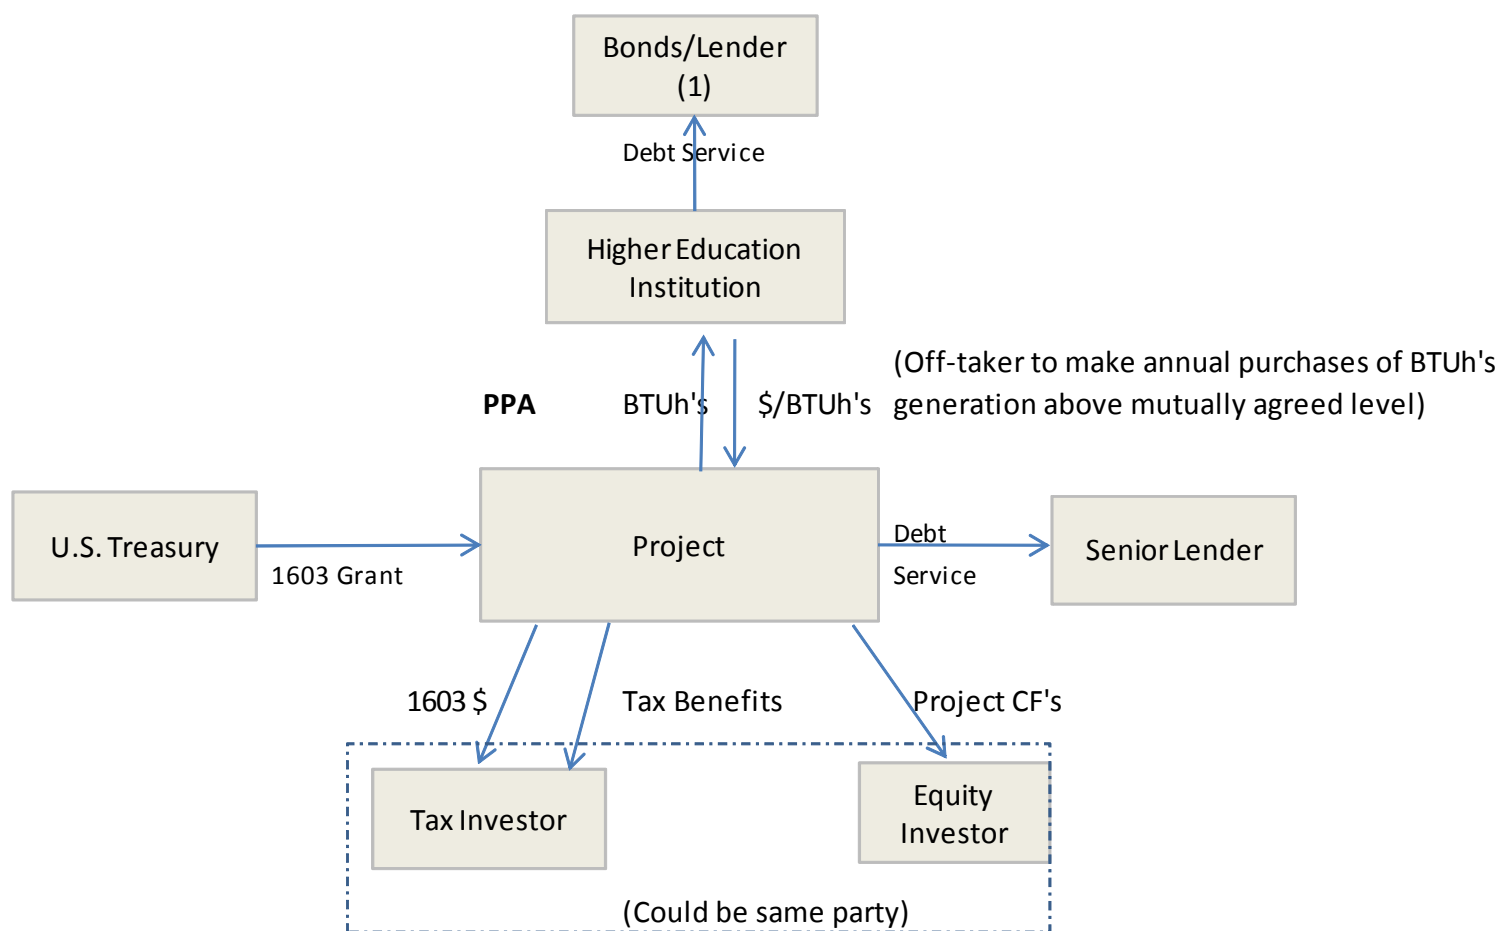 Bonds/Lender
(1)
Debt Service
Higher Education
Institution
(Off-taker to make annual purchases of BTUh's
PPA BTUh's $/BTUh's generation above mutually agreed level)
U.S. Treasury
1603 Grant
Project
Debt
Service
Senior Lender
1603 $
Tax Benefits
Project CF's
Tax Investor
Equity
Investor
(Could be same party)